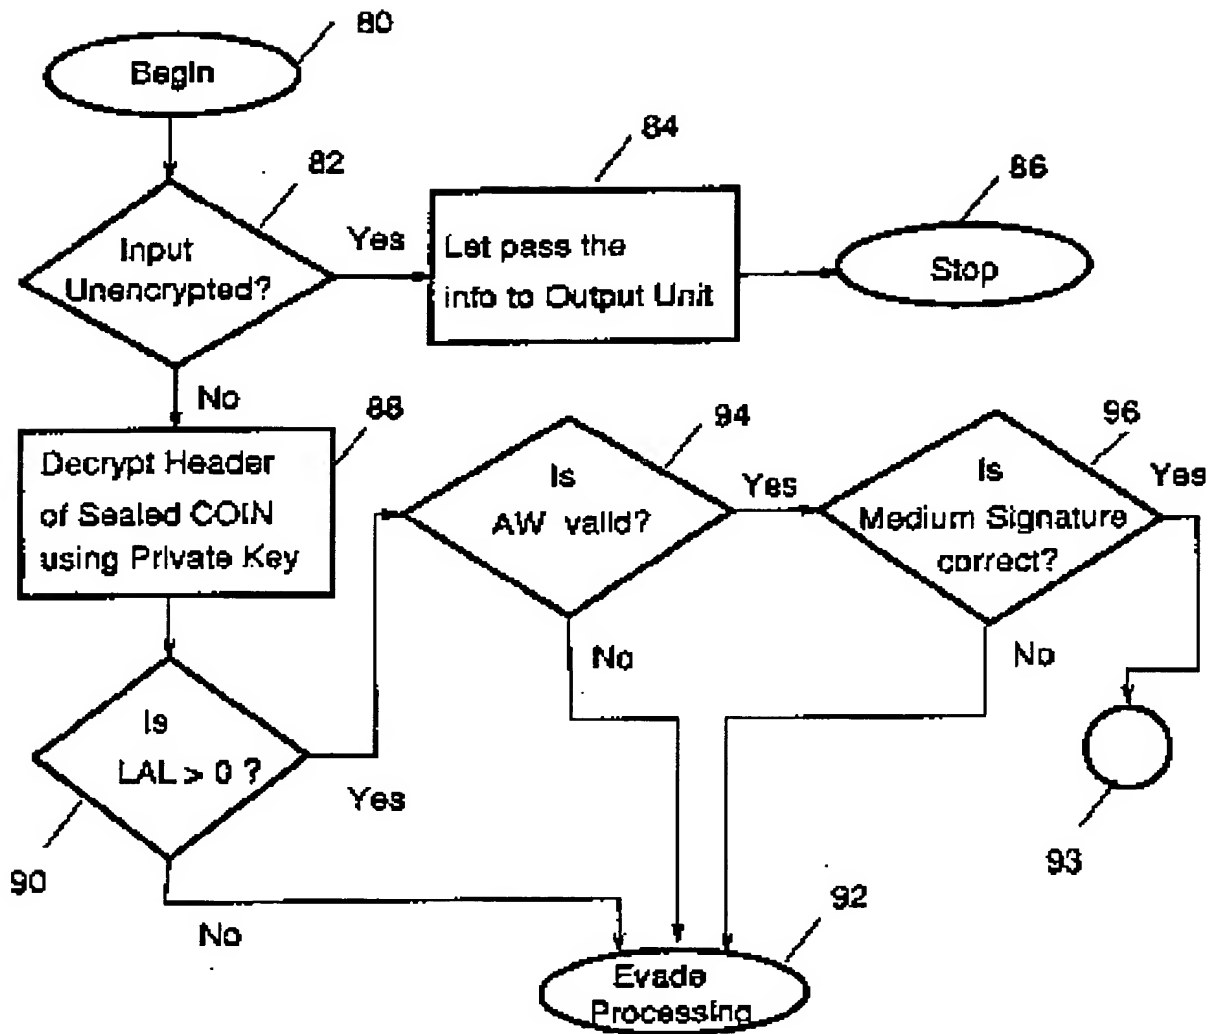 80
Begin
82
Input
Unencrypted?
Yes
84
Let pass the
info to Output Unit
86
Stop
No
88
Decrypt Header
of Sealed COIN
using Private Key
94
Is
AW valid?
Yes
96
Is
Medium Signature
correct?
Yes
No
No
Is
LAL > 0 ?
Yes
90
No
93
92
Evade
Processing